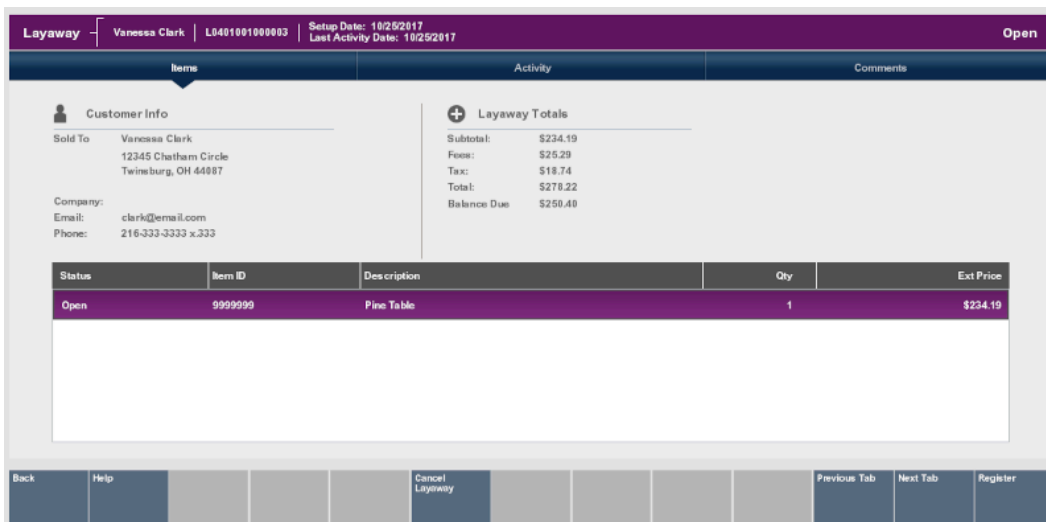 Layaway
Vanessa Clark
L0401001000003
Setup Date: 10/25/2017
Last Activity Date: 10/25/2017
Open
Items
Activity
Comments
Customer Info
Sold To Vanessa Clark
12345 Chatham Circle
Twinsburg, OH 44087
Company:
Email: clark@email.com
Phone: 216-333-3333 x.333
Layaway Totals
Subtotal: $234.19
Fees: $25.29
Tax: $18.74
Total: $278.22
Balance Due $250.40
Status Item ID Description Qty Ext Price
Open 9999999 Pine Table 1 $234.19
Back
Help
Cancel
Layaway
Previous Tab
Next Tab
Register